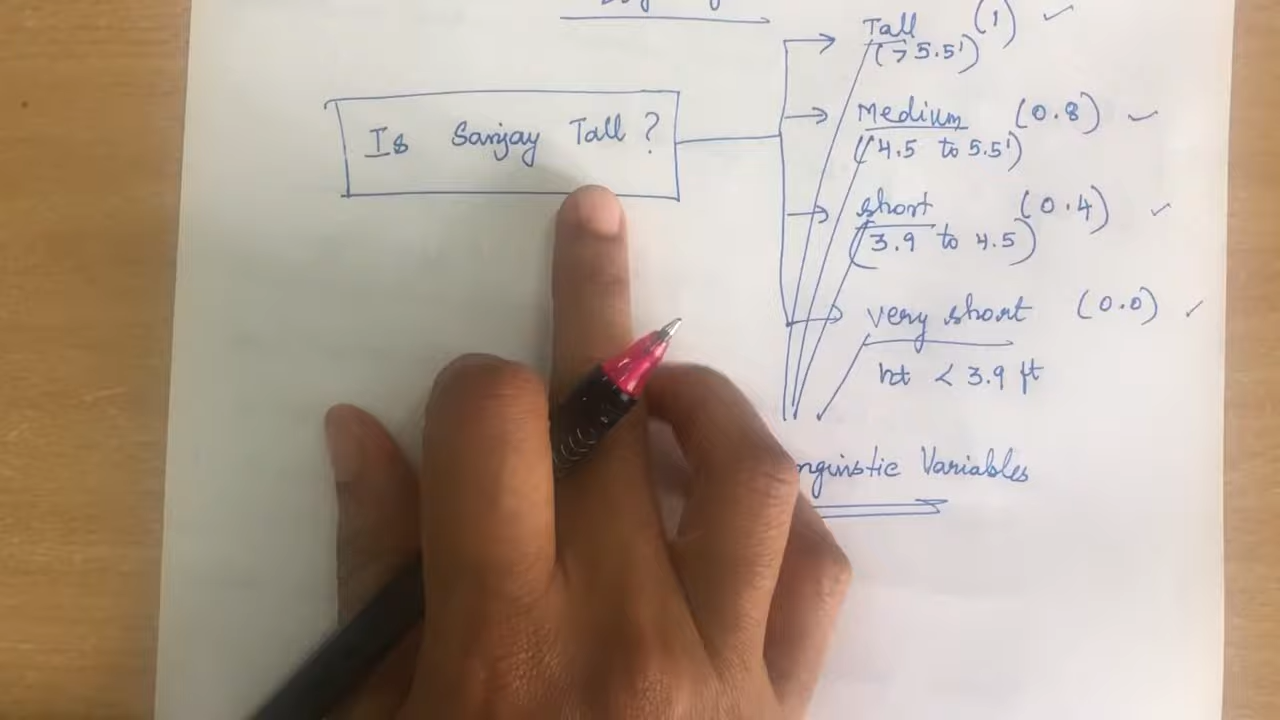 Is Sanjay Tall ?
Tall (1) ✓
(> 5.5')
Medium (0.8) ✓
(4.5 to 5.5')
short (0.4) ✓
(3.9 to 4.5)
very short (0.0) ✓
ht < 3.9 ft
Variables